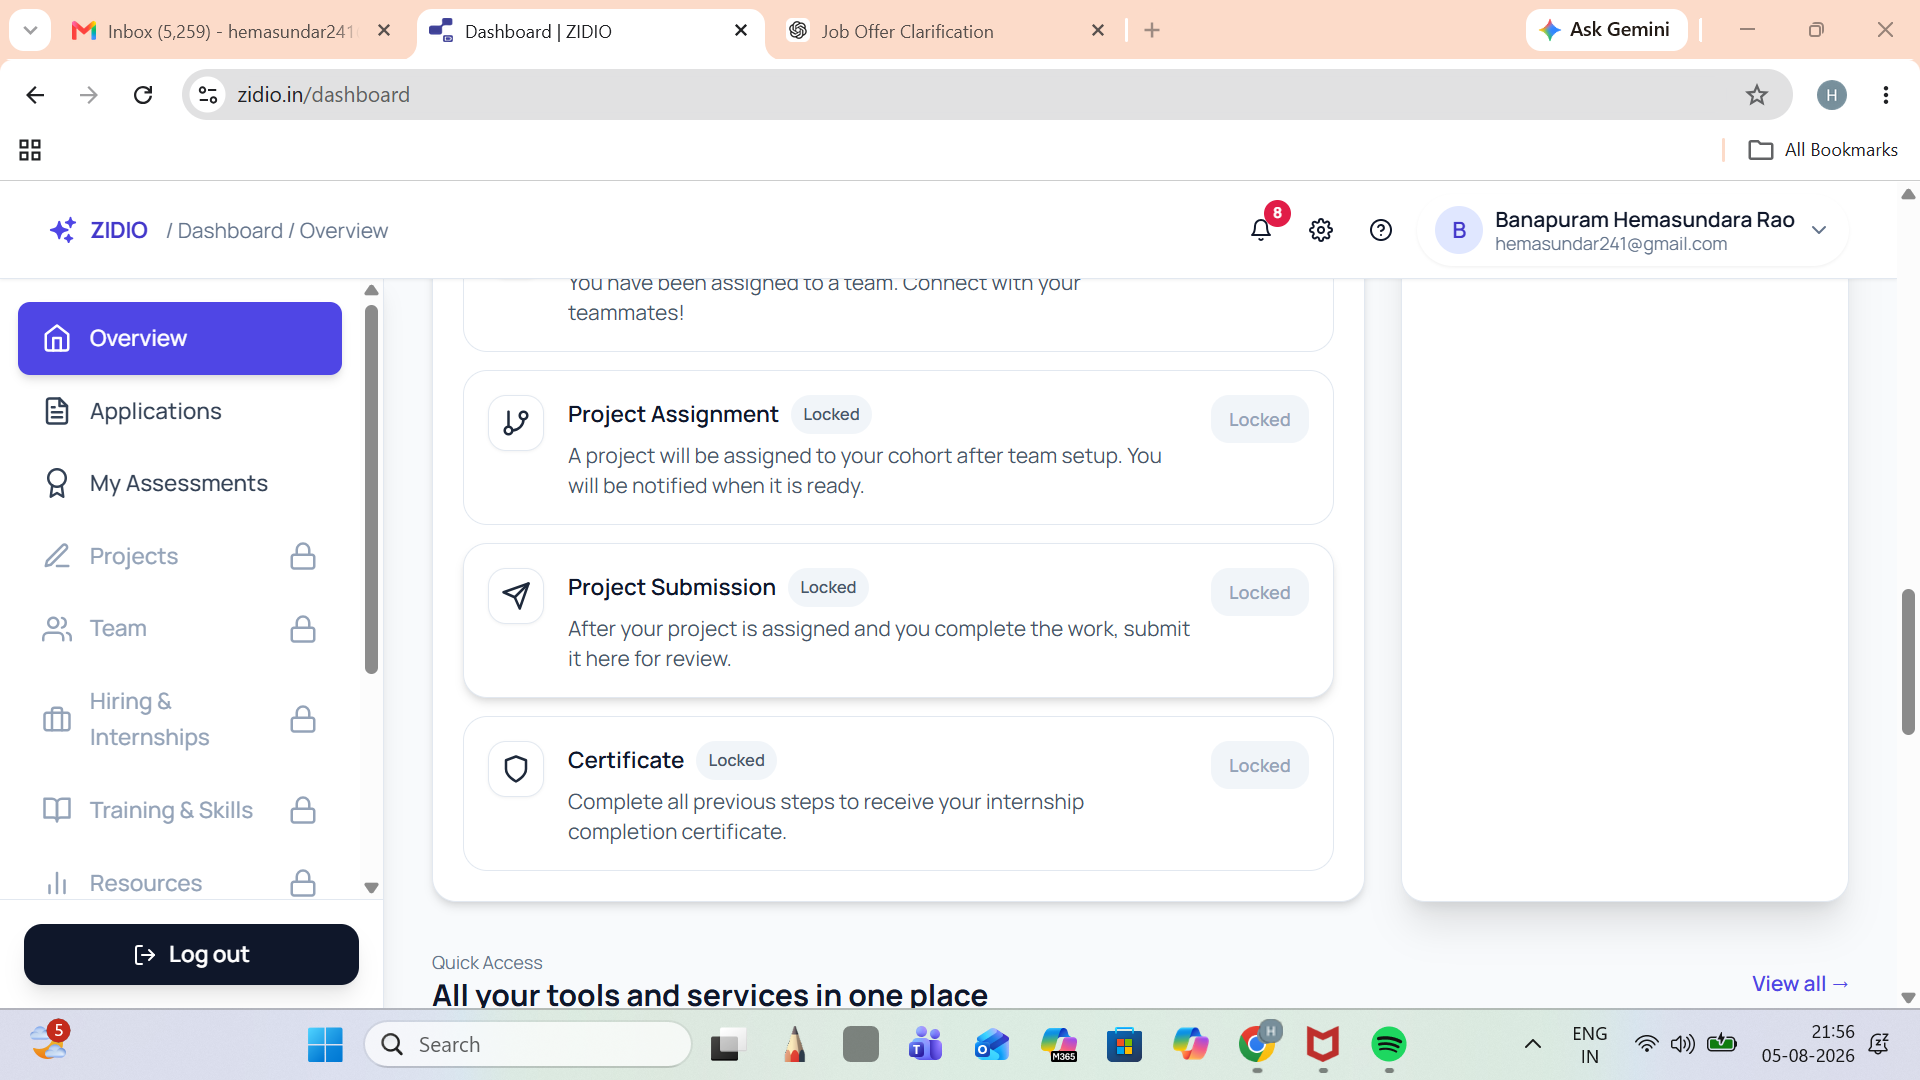 Inbox (5,259) - hemasundar241
Dashboard | ZIDIO
Job Offer Clarification
Ask Gemini
zidio.in/dashboard
H
All Bookmarks
ZIDIO / Dashboard / Overview
8
B
Banapuram Hemasundara Rao
hemasundar241@gmail.com
Overview
Applications
My Assessments
Projects
Team
Hiring &
Internships
Training & Skills
Resources
Log out
You have been assigned to a team. Connect with your
teammates!
Project Assignment Locked
Locked
A project will be assigned to your cohort after team setup. You
will be notified when it is ready.
Project Submission Locked
Locked
After your project is assigned and you complete the work, submit
it here for review.
Certificate Locked
Locked
Complete all previous steps to receive your internship
completion certificate.
Quick Access
All your tools and services in one place
View all →
5
Search
M365
H
ENG
IN
21:56
05-08-2026